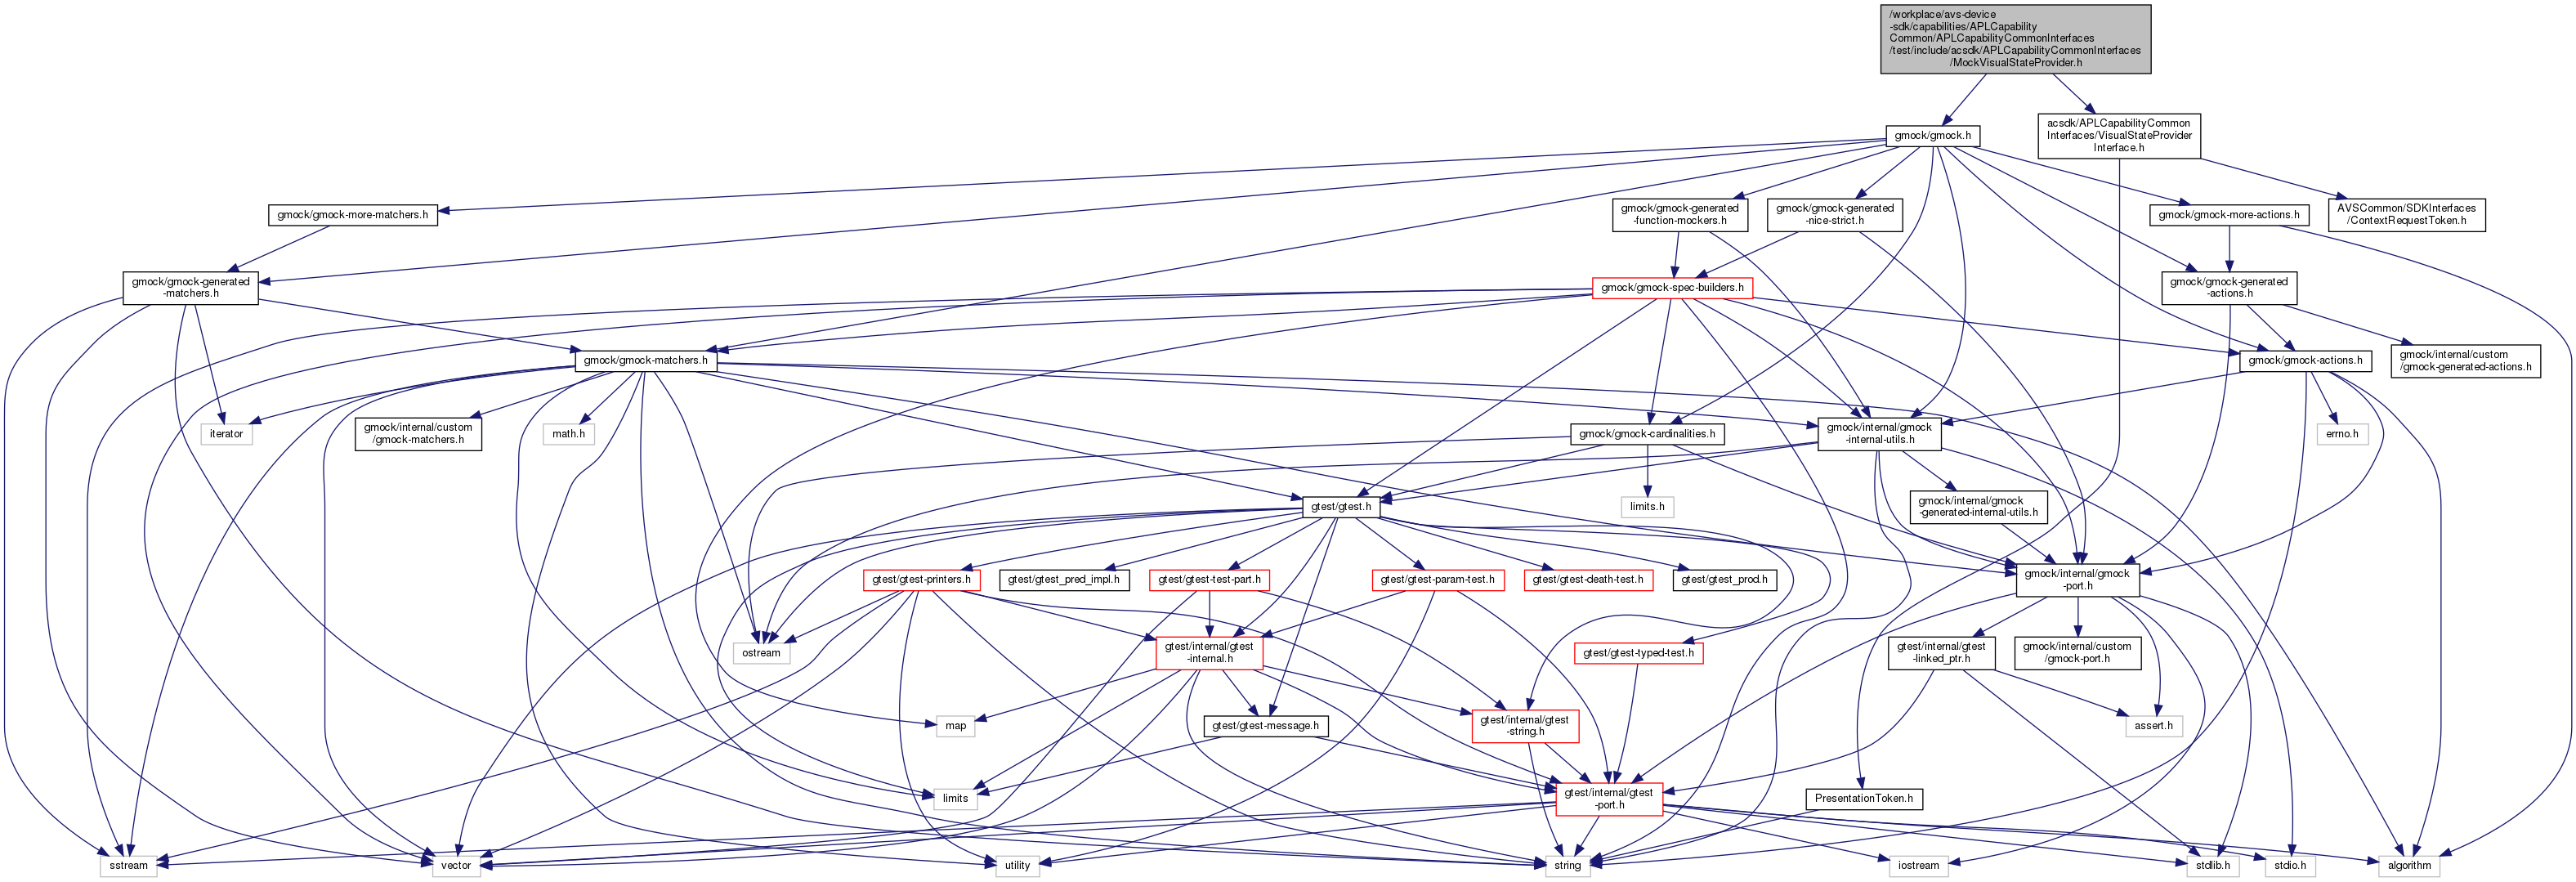 /workplace/avs-device
-sdk/capabilities/APLCapability
Common/APLCapabilityCommonInterfaces
/test/include/acsdk/APLCapabilityCommonInterfaces
/MockVisualStateProvider.h
gmock/gmock.h
acsdk/APLCapabilityCommon
Interfaces/VisualStateProvider
Interface.h
gmock/gmock-more-matchers.h
gmock/gmock-generated
-function-mockers.h
gmock/gmock-generated
-nice-strict.h
gmock/gmock-more-actions.h
AVSCommon/SDKInterfaces
/ContextRequestToken.h
gmock/gmock-generated
-matchers.h
gmock/gmock-spec-builders.h
gmock/gmock-generated
-actions.h
gmock/gmock-matchers.h
gmock/gmock-actions.h
gmock/internal/custom
/gmock-generated-actions.h
iterator
gmock/internal/custom
/gmock-matchers.h
math.h
gmock/gmock-cardinalities.h
gmock/internal/gmock
-internal-utils.h
errno.h
gtest/gtest.h
limits.h
gmock/internal/gmock
-generated-internal-utils.h
gtest/gtest-printers.h
gtest/gtest_pred_impl.h
gtest/gtest-test-part.h
gtest/gtest-param-test.h
gtest/gtest-death-test.h
gtest/gtest_prod.h
gmock/internal/gmock
-port.h
ostream
gtest/internal/gtest
-internal.h
gtest/gtest-typed-test.h
gtest/internal/gtest
-linked_ptr.h
gmock/internal/custom
/gmock-port.h
map
gtest/gtest-message.h
gtest/internal/gtest
-string.h
assert.h
limits
gtest/internal/gtest
-port.h
PresentationToken.h
sstream
vector
utility
string
iostream
stdlib.h
stdio.h
algorithm